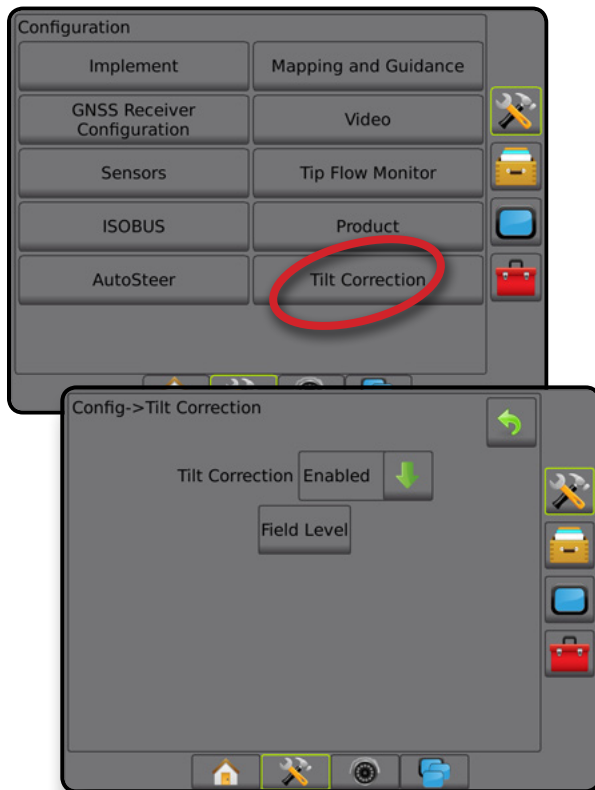 Configuration
Implement
Mapping and Guidance
GNSS Receiver
Configuration
Video
Sensors
Tip Flow Monitor
ISOBUS
Product
AutoSteer
Tilt Correction
Config->Tilt Correction
Tilt Correction Enabled
Field Level